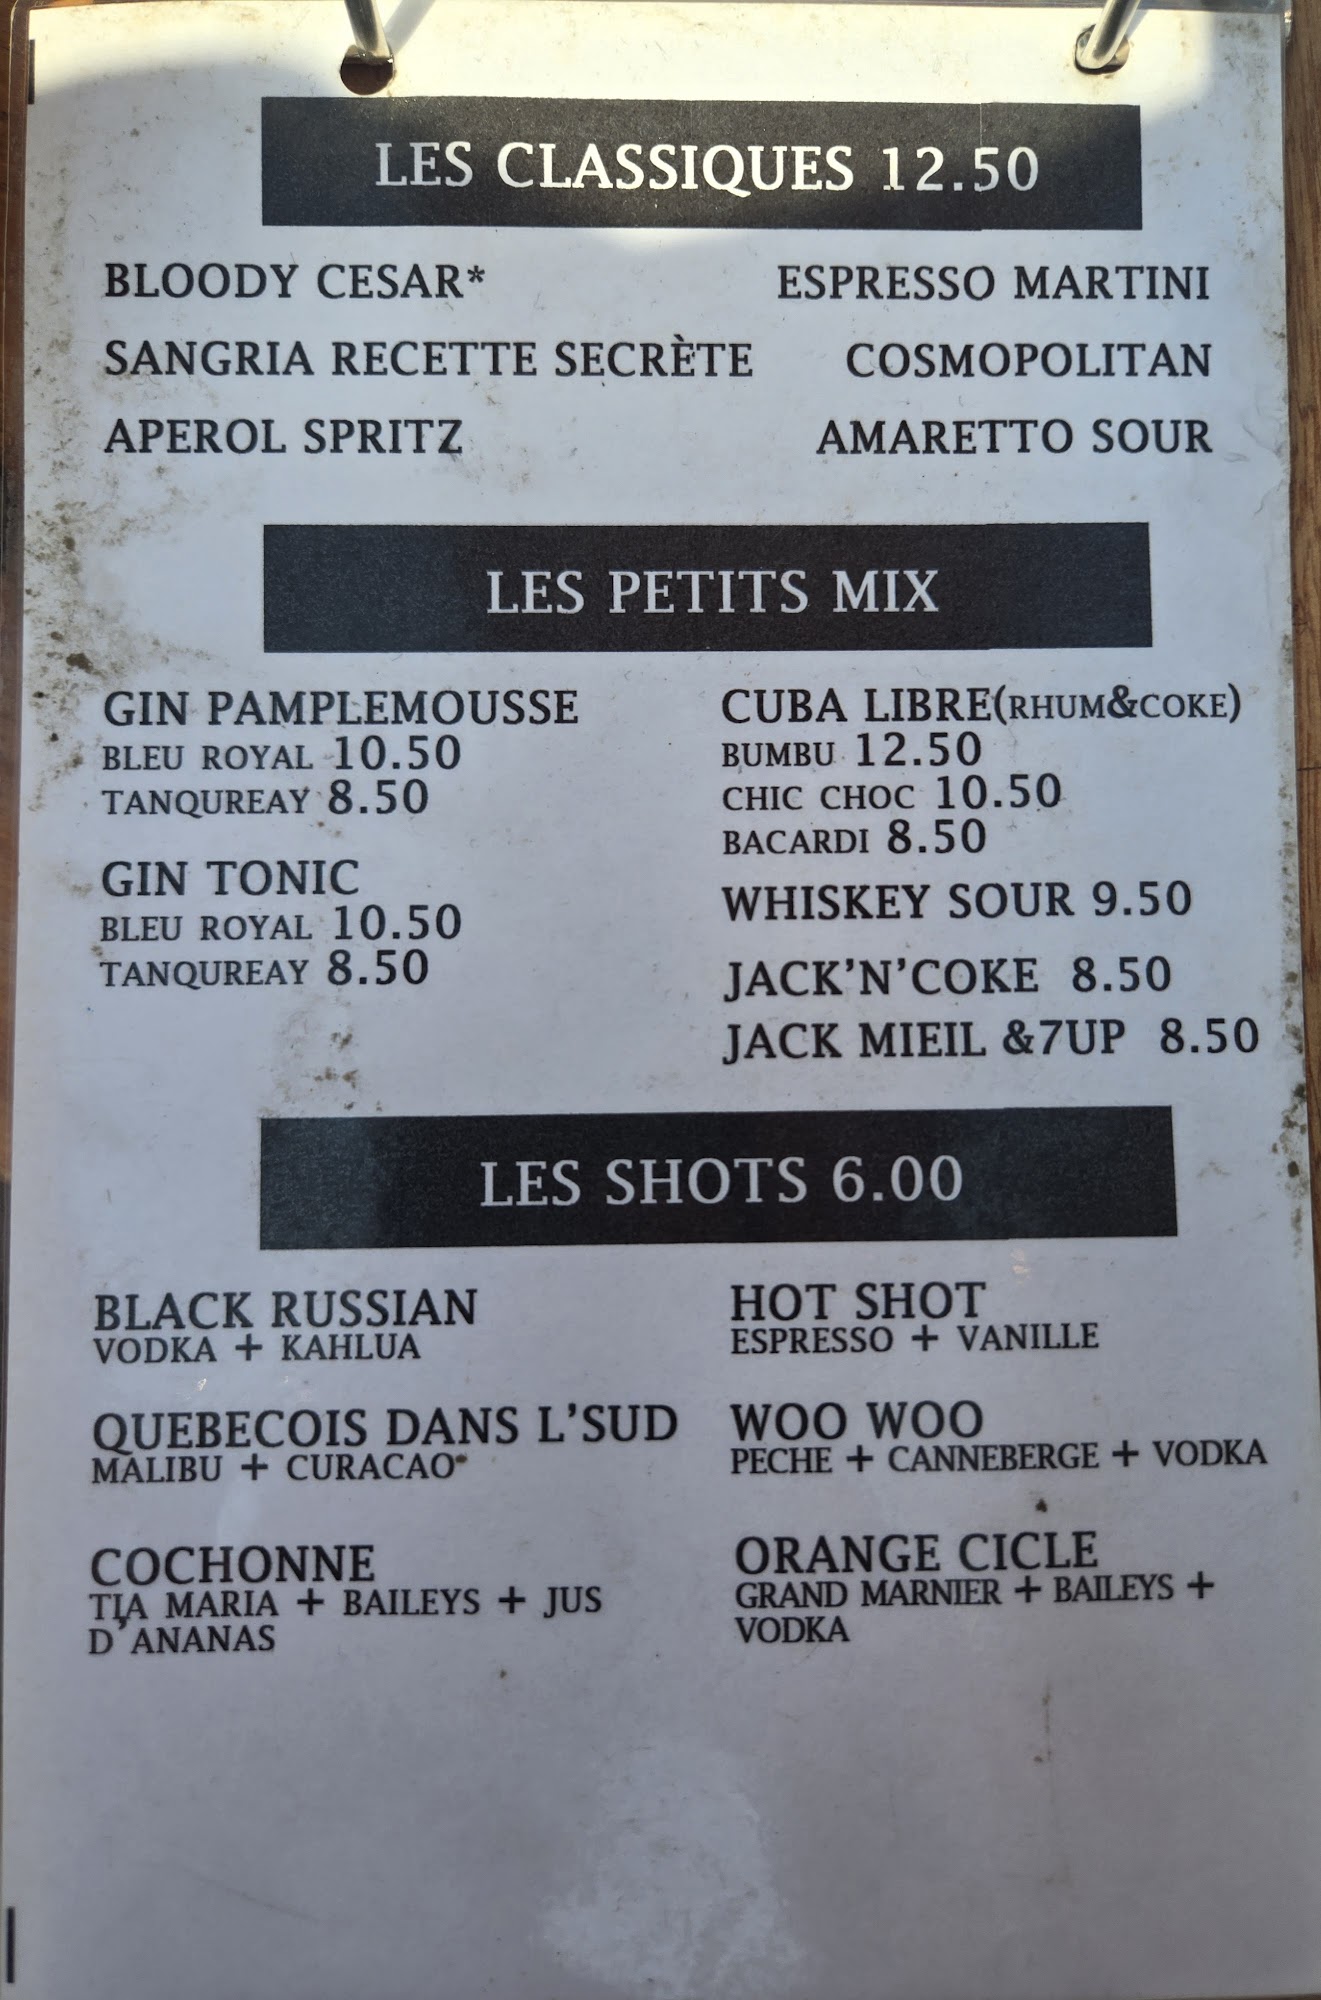 LES CLASSIQUES 12.50
BLOODY CESAR*
SANGRIA RECETTE SECRÈTE
APEROL SPRITZ
ESPRESSO MARTINI
COSMOPOLITAN
AMARETTO SOUR
LES PETITS MIX
GIN PAMPLEMOUSSE
BLEU ROYAL 10.50
TANQUREAY 8.50
GIN TONIC
BLEU ROYAL 10.50
TANQUREAY 8.50
CUBA LIBRE(RHUM&COKE)
BUMBU 12.50
CHIC CHOC 10.50
BACARDI 8.50
WHISKEY SOUR 9.50
JACK'N'COKE 8.50
JACK MIEIL &7UP 8.50
LES SHOTS 6.00
BLACK RUSSIAN
VODKA + KAHLUA
QUEBECOIS DANS L'SUD
MALIBU + CURACAO
COCHONNE
TIA MARIA + BAILEYS + JUS
D'ANANAS
HOT SHOT
ESPRESSO + VANILLE
WOO WOO
PECHE + CANNEBERGE + VODKA
ORANGE CICLE
GRAND MARNIER + BAILEYS +
VODKA